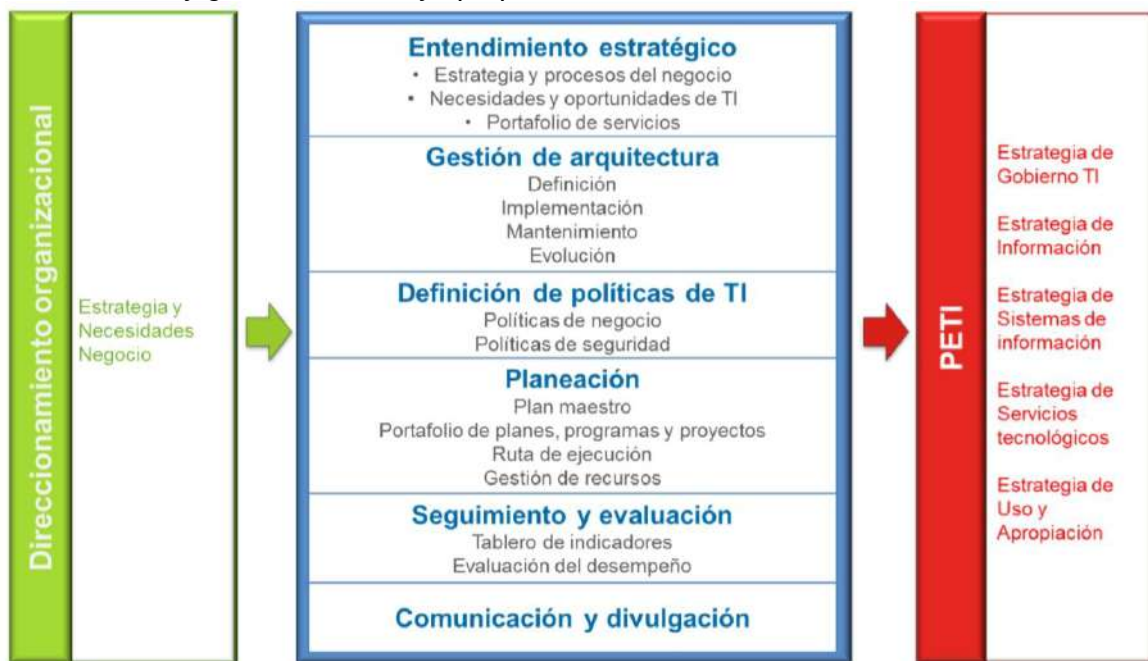 Direccionamiento organizacional
Estrategia y
Necesidades
Negocio
Entendimiento estratégico
• Estrategia y procesos del negocio
• Necesidades y oportunidades de TI
• Portafolio de servicios
Gestión de arquitectura
Definición
Implementación
Mantenimiento
Evolución
Definición de políticas de TI
Políticas de negocio
Políticas de seguridad
Planeación
Plan maestro
Portafolio de planes, programas y proyectos
Ruta de ejecución
Gestión de recursos
Seguimiento y evaluación
Tablero de indicadores
Evaluación del desempeño
Comunicación y divulgación
PETI
Estrategia de
Gobierno TI
Estrategia de
Información
Estrategia de
Sistemas de
información
Estrategia de
Servicios
tecnológicos
Estrategia de
Uso y
Apropiación